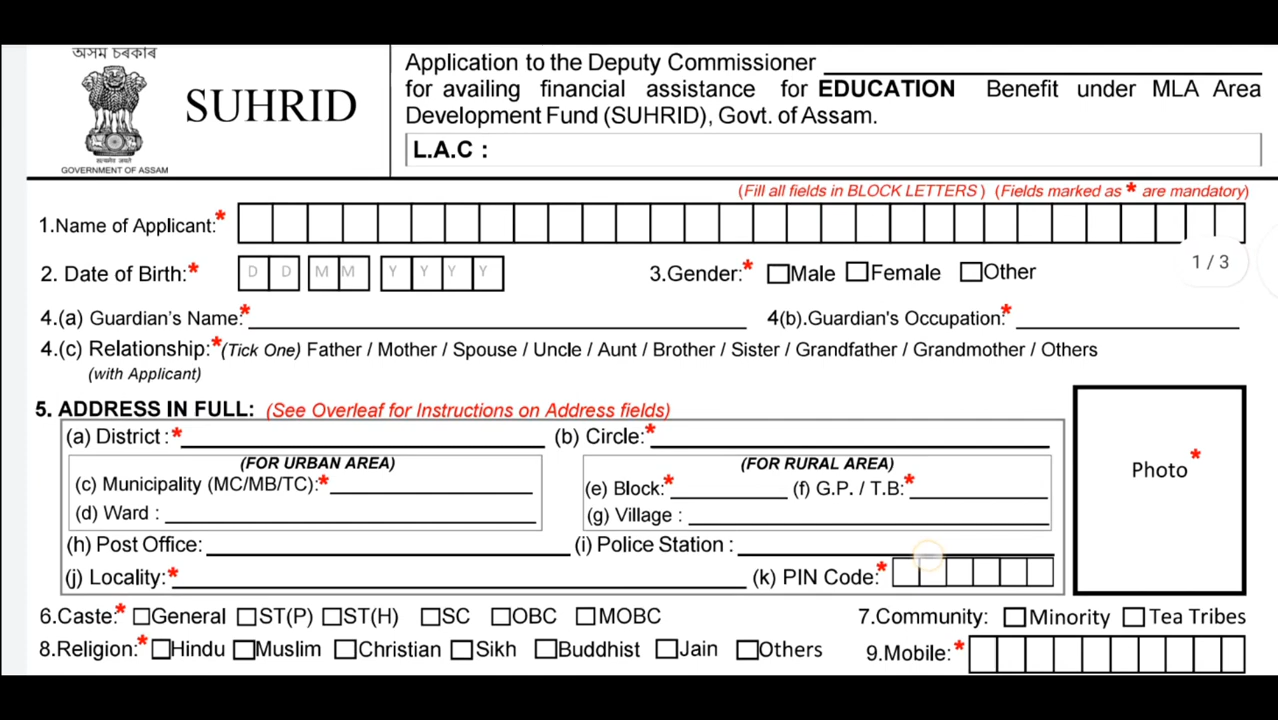 অসম চৰকাৰ
सत्यमेव जयते
GOVERNMENT OF ASSAM
SUHRID
Application to the Deputy Commissioner
for availing financial assistance for EDUCATION Benefit under MLA Area
Development Fund (SUHRID), Govt. of Assam.
L.A.C :
(Fill all fields in BLOCK LETTERS ) (Fields marked as * are mandatory)
1.Name of Applicant:*
2. Date of Birth:* D D M M Y Y Y Y 3.Gender:* Male Female Other
1 / 3
4.(a) Guardian's Name:* 4(b).Guardian's Occupation:*
4.(c) Relationship:*(Tick One) Father / Mother / Spouse / Uncle / Aunt / Brother / Sister / Grandfather / Grandmother / Others
(with Applicant)
5. ADDRESS IN FULL: (See Overleaf for Instructions on Address fields)
(a) District :* (b) Circle:*
(FOR URBAN AREA)
(c) Municipality (MC/MB/TC):*
(d) Ward :
(FOR RURAL AREA)
(e) Block:* (f) G.P. / T.B:*
(g) Village :
(h) Post Office: (i) Police Station :
(j) Locality:* (k) PIN Code:*
Photo *
6.Caste:* General ST(P) ST(H) SC OBC MOBC 7.Community: Minority Tea Tribes
8.Religion:* Hindu Muslim Christian Sikh Buddhist Jain Others 9.Mobile:*